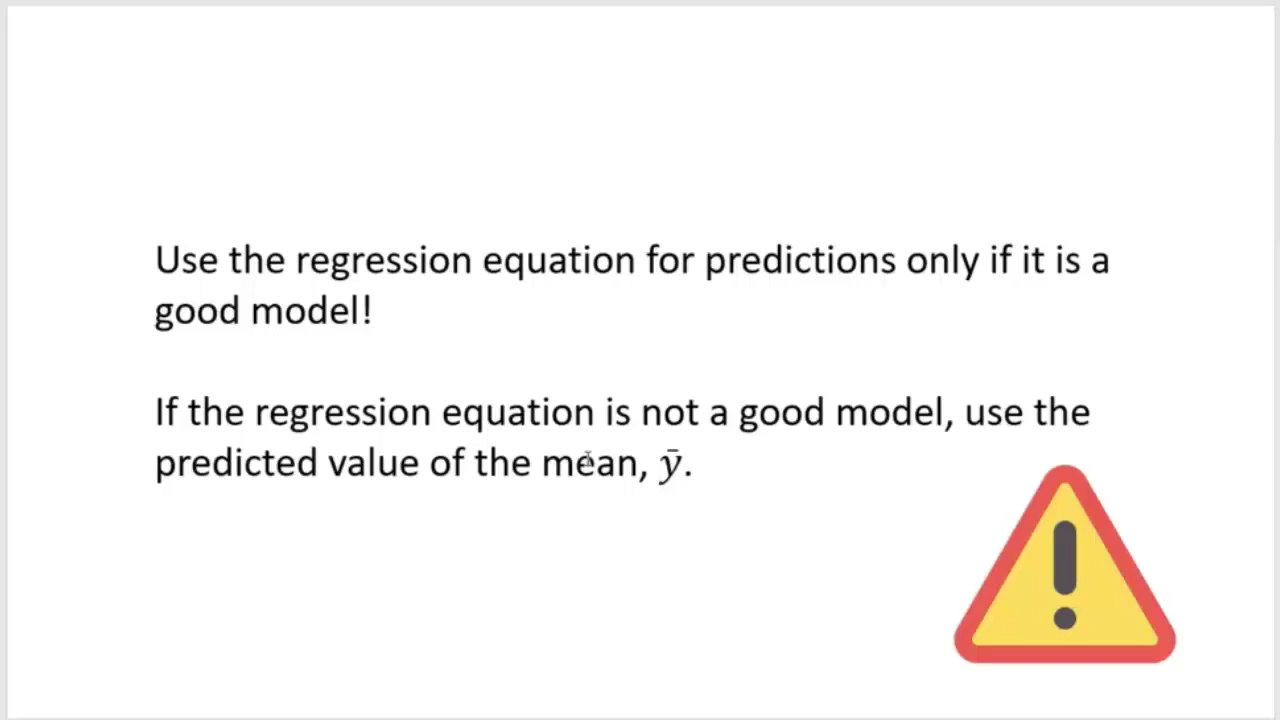 Use the regression equation for predictions only if it is a
good model!
If the regression equation is not a good model, use the
predicted value of the mean, ȳ.